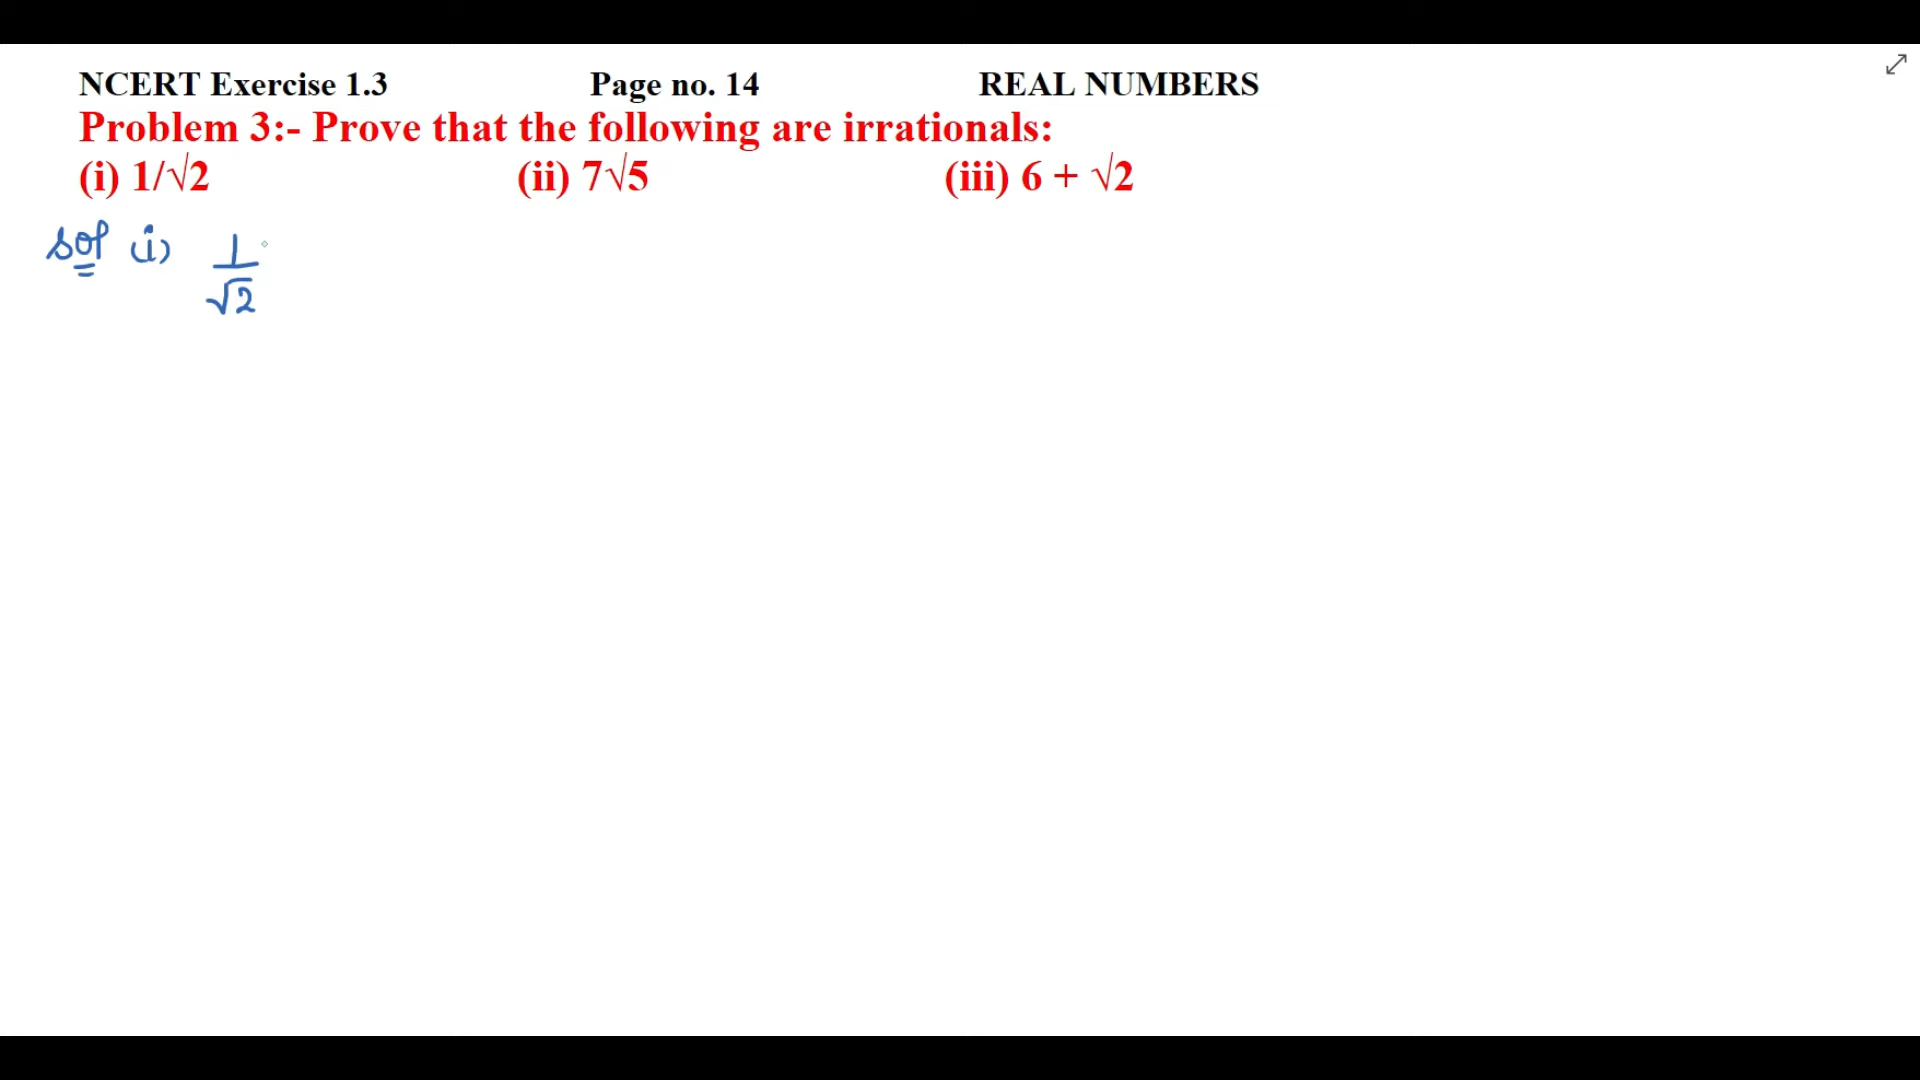 NCERT Exercise 1.3 Page no. 14 REAL NUMBERS
Problem 3:- Prove that the following are irrationals:
(i) 1/√2 (ii) 7√5 (iii) 6 + √2
Sol (i) 1/√2